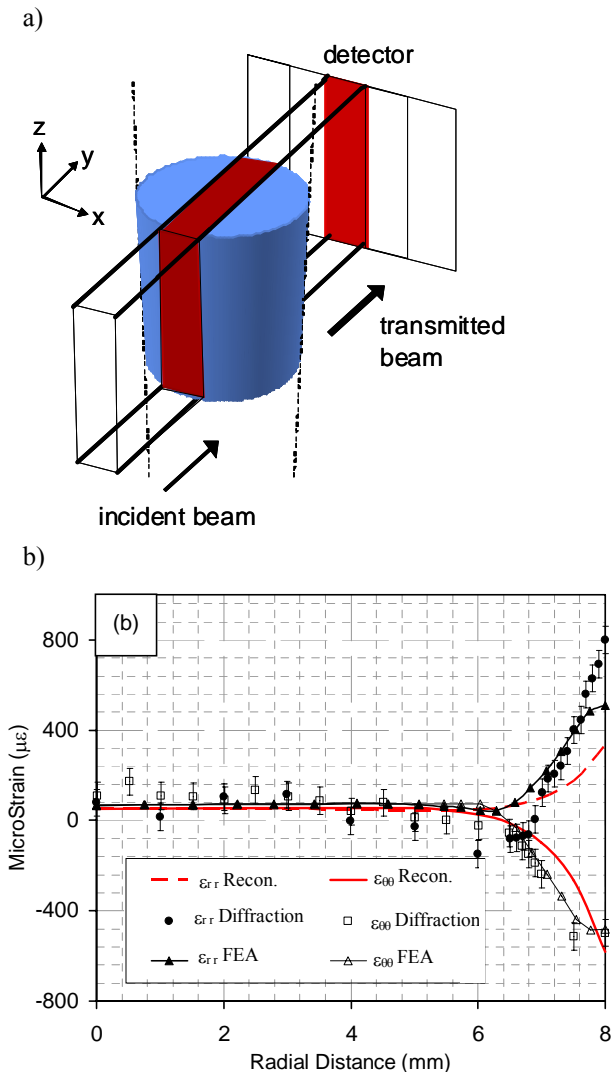 a)
detector
z
y
x
transmitted
beam
incident beam
b)
(b)
800
400
0
-400
-800
MicroStrain (με)
εrr Recon.
εθθ Recon.
εrr Diffraction
εθθ Diffraction
εrr FEA
εθθ FEA
0 2 4 6 8
Radial Distance (mm)